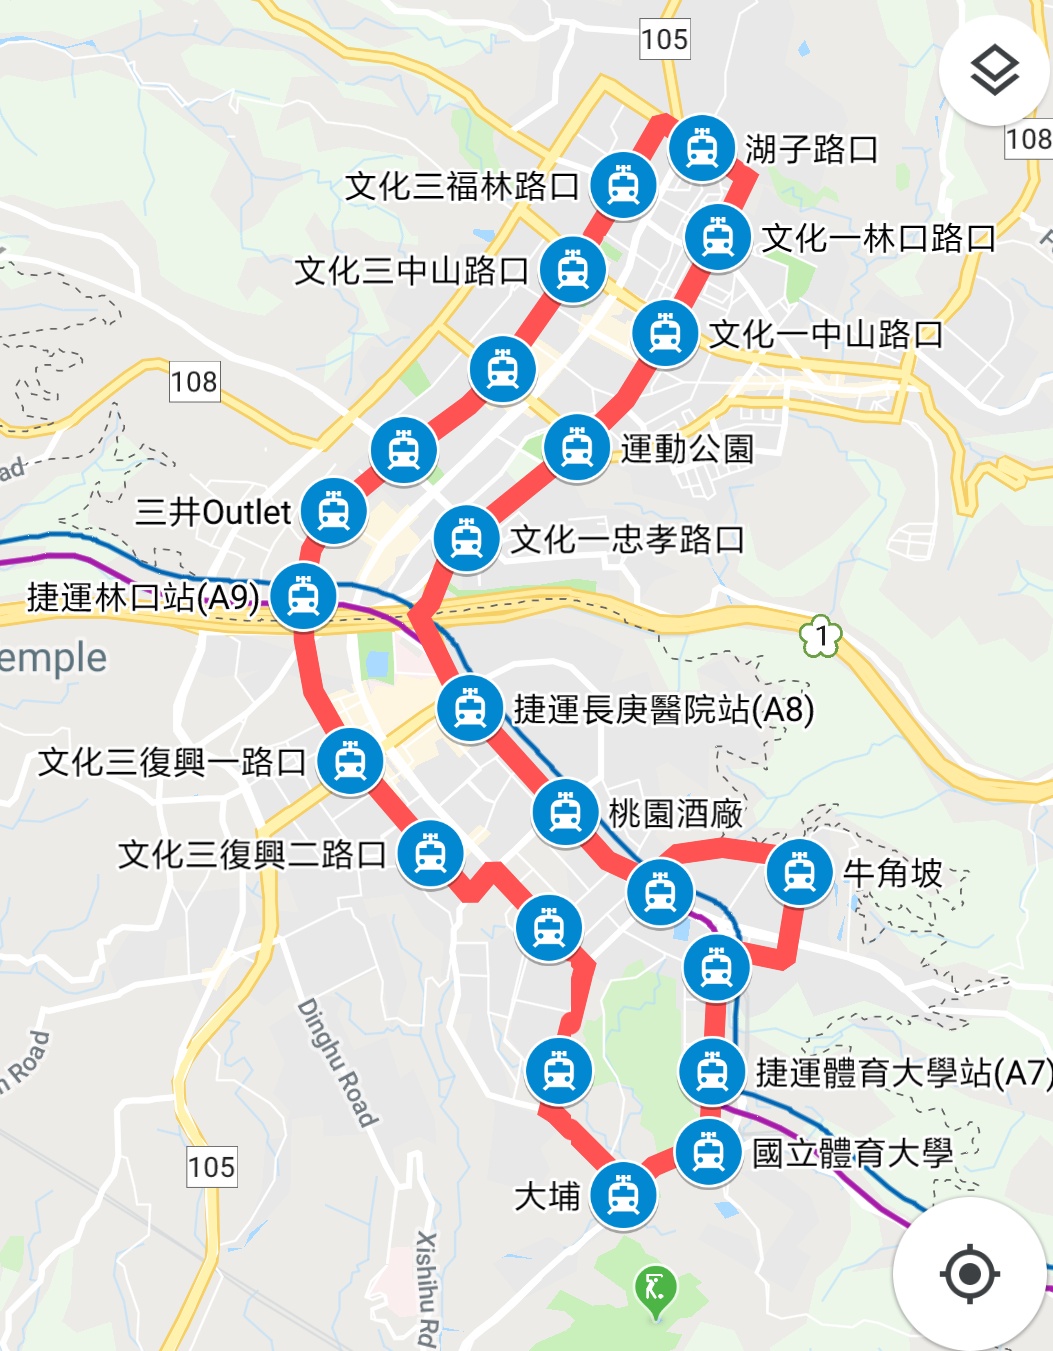 105
108
湖子路口
文化三福林路口
文化一林口路口
文化三中山路口
文化一中山路口
108
運動公園
ad
三井Outlet
文化一忠孝路口
捷運林口站(A9)
1
emple
捷運長庚醫院站(A8)
文化三復興一路口
桃園酒廠
文化三復興二路口
牛角坡
Dinghu Road
n Road
捷運體育大學站(A7)
105
國立體育大學
大埔
Xishihu Rd